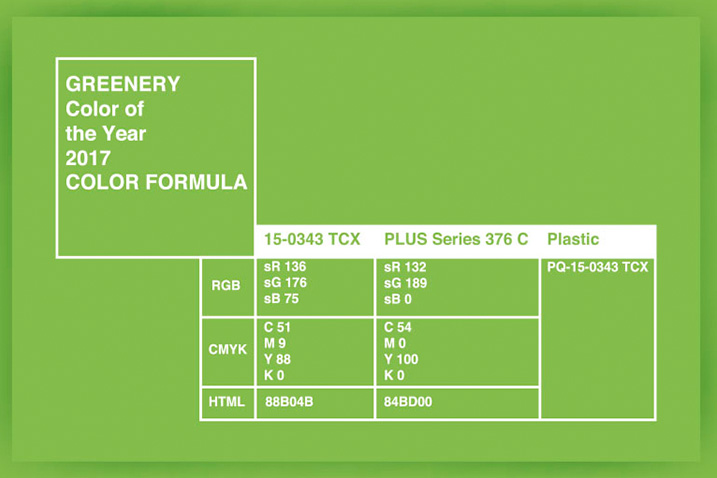 GREENERY
Color of
the Year
2017
COLOR FORMULA
15-0343 TCX PLUS Series 376 C Plastic
RGB
sR 136
sG 176
sB 75
sR 132
sG 189
sB 0
PQ-15-0343 TCX
CMYK
C 51
M 9
Y 88
K 0
C 54
M 0
Y 100
K 0
HTML 88B04B 84BD00